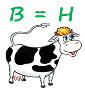 B = H